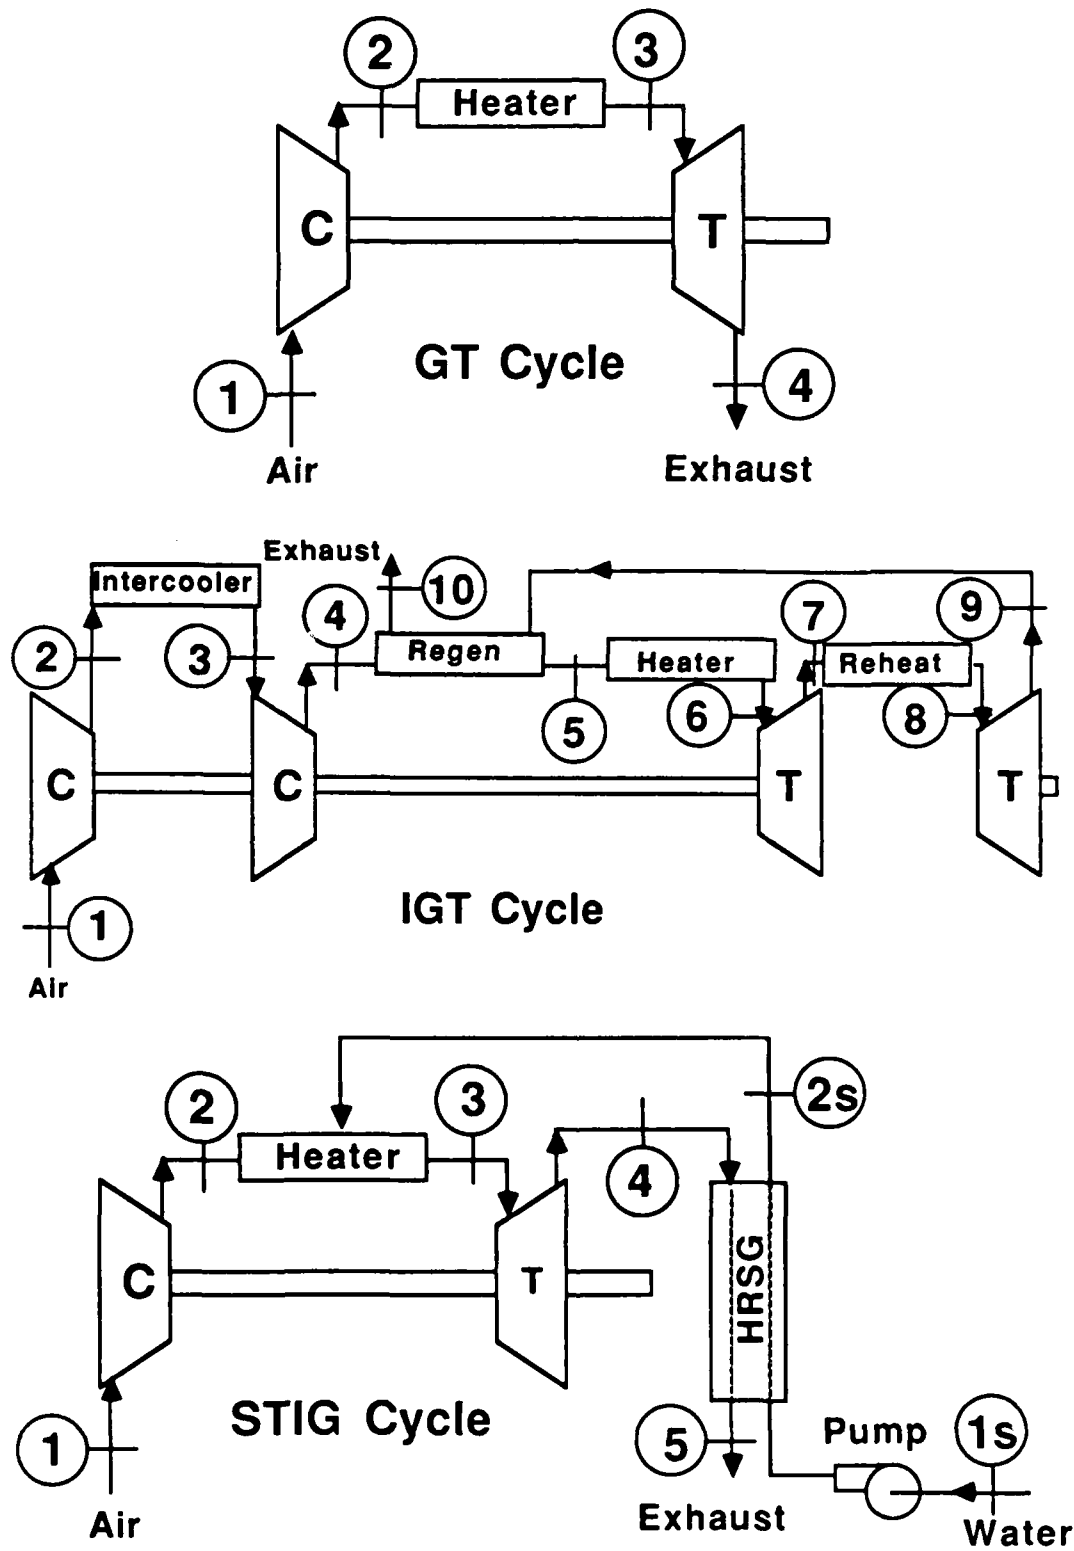 2
3
Heater
C
T
GT Cycle
1
4
Air
Exhaust
Exhaust
Intercooler
4
10
7
9
2
3
Regen
Heater
Reheat
5
6
8
C
C
T
T
IGT Cycle
1
Air
2
3
2s
Heater
4
C
T
HRSG
STIG Cycle
1
5
Pump
1s
Air
Exhaust
Water